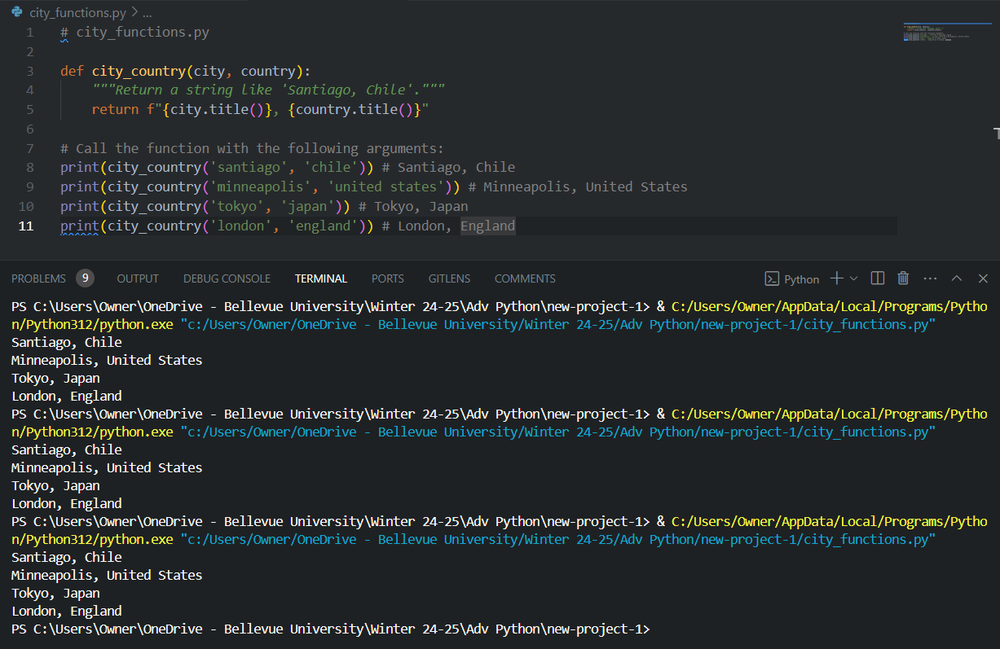 city_functions.py > ...
1 # city_functions.py
2
3 def city_country(city, country):
4     """Return a string like 'Santiago, Chile'."""
5     return f"{city.title()}, {country.title()}"
6
7 # Call the function with the following arguments:
8 print(city_country('santiago', 'chile')) # Santiago, Chile
9 print(city_country('minneapolis', 'united states')) # Minneapolis, United States
10 print(city_country('tokyo', 'japan')) # Tokyo, Japan
11 print(city_country('london', 'england')) # London, England
PROBLEMS 9 OUTPUT DEBUG CONSOLE TERMINAL PORTS GITLENS COMMENTS Python
PS C:\Users\Owner\OneDrive - Bellevue University\Winter 24-25\Adv Python\new-project-1> & C:/Users/Owner/AppData/Local/Programs/Pytho
n/Python312/python.exe "c:/Users/Owner/OneDrive - Bellevue University/Winter 24-25/Adv Python/new-project-1/city_functions.py"
Santiago, Chile
Minneapolis, United States
Tokyo, Japan
London, England
PS C:\Users\Owner\OneDrive - Bellevue University\Winter 24-25\Adv Python\new-project-1> & C:/Users/Owner/AppData/Local/Programs/Pytho
n/Python312/python.exe "c:/Users/Owner/OneDrive - Bellevue University/Winter 24-25/Adv Python/new-project-1/city_functions.py"
Santiago, Chile
Minneapolis, United States
Tokyo, Japan
London, England
PS C:\Users\Owner\OneDrive - Bellevue University\Winter 24-25\Adv Python\new-project-1> & C:/Users/Owner/AppData/Local/Programs/Pytho
n/Python312/python.exe "c:/Users/Owner/OneDrive - Bellevue University/Winter 24-25/Adv Python/new-project-1/city_functions.py"
Santiago, Chile
Minneapolis, United States
Tokyo, Japan
London, England
PS C:\Users\Owner\OneDrive - Bellevue University\Winter 24-25\Adv Python\new-project-1>